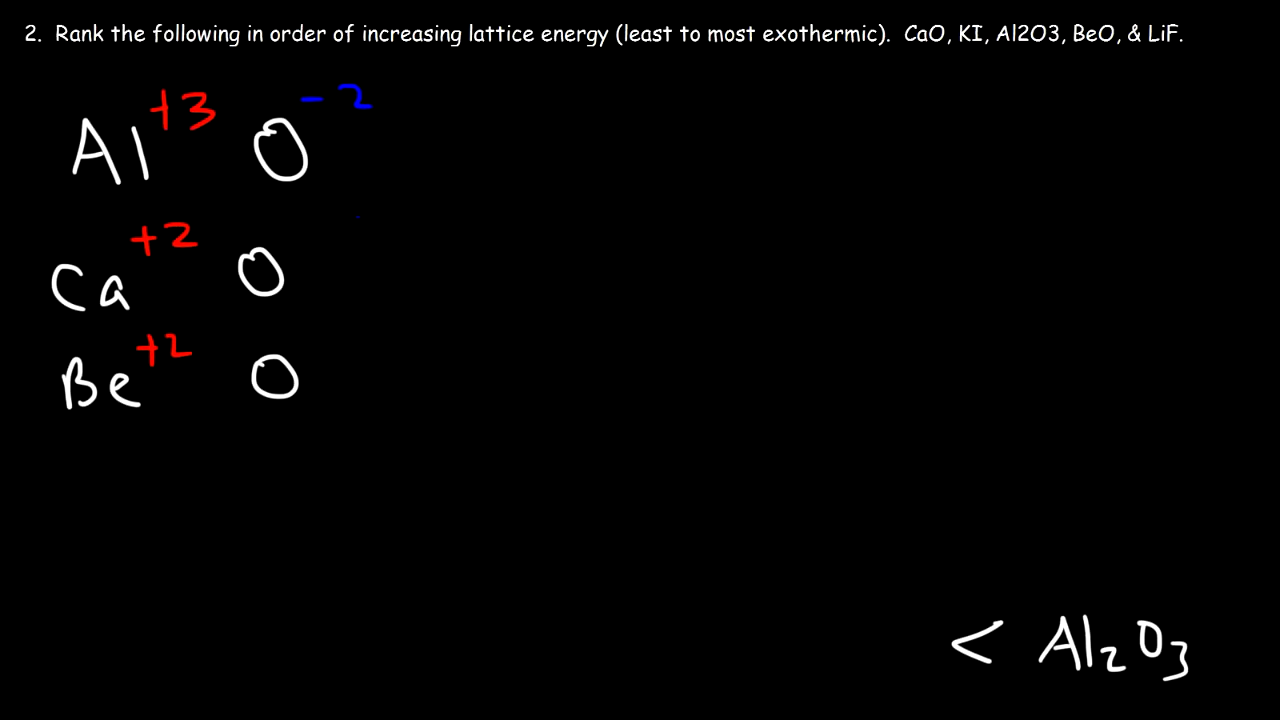 2. Rank the following in order of increasing lattice energy (least to most exothermic). CaO, KI, Al2O3, BeO, & LiF.
Al⁺³ O⁻²
Ca⁺² O
Be⁺² O
< Al₂O₃